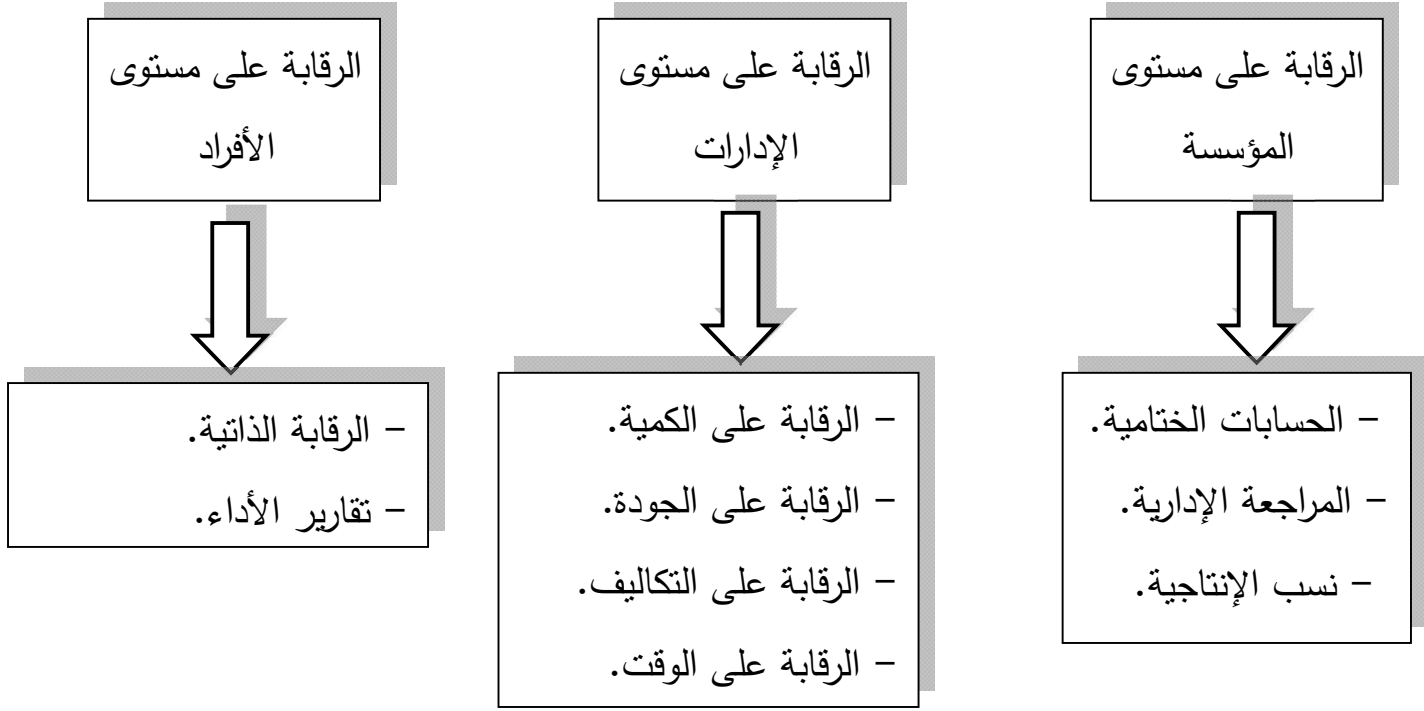 الرقابة على مستوى
المؤسسة
- الحسابات الختامية.
- المراجعة الإدارية.
- نسب الإنتاجية.
الرقابة على مستوى
الإدارات
- الرقابة على الكمية.
- الرقابة على الجودة.
- الرقابة على التكاليف.
- الرقابة على الوقت.
الرقابة على مستوى
الأفراد
- الرقابة الذاتية.
- تقارير الأداء.